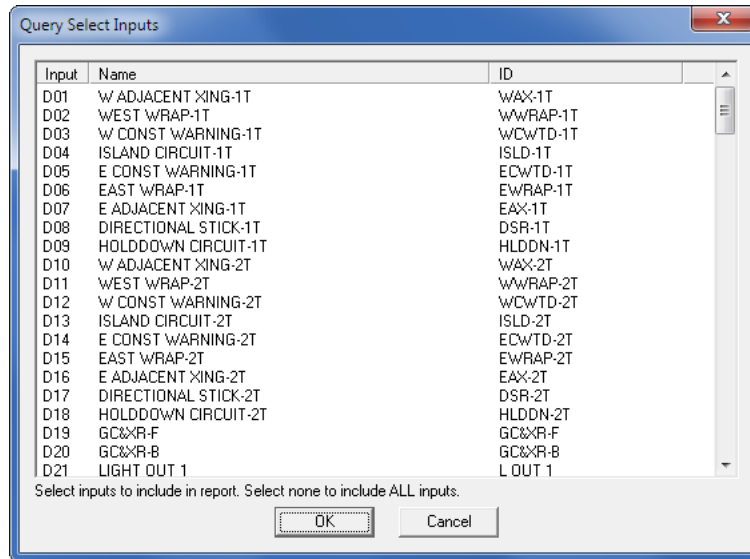 Query Select Inputs
Input Name ID
D01 W ADJACENT XING-1T WAX-1T
D02 WEST WRAP-1T WWRAP-1T
D03 W CONST WARNING-1T WCWTD-1T
D04 ISLAND CIRCUIT-1T ISLD-1T
D05 E CONST WARNING-1T ECWTD-1T
D06 EAST WRAP-1T EWRAP-1T
D07 E ADJACENT XING-1T EAX-1T
D08 DIRECTIONAL STICK-1T DSR-1T
D09 HOLDDOWN CIRCUIT-1T HLDDN-1T
D10 W ADJACENT XING-2T WAX-2T
D11 WEST WRAP-2T WWRAP-2T
D12 W CONST WARNING-2T WCWTD-2T
D13 ISLAND CIRCUIT-2T ISLD-2T
D14 E CONST WARNING-2T ECWTD-2T
D15 EAST WRAP-2T EWRAP-2T
D16 E ADJACENT XING-2T EAX-2T
D17 DIRECTIONAL STICK-2T DSR-2T
D18 HOLDDOWN CIRCUIT-2T HLDDN-2T
D19 GC&XR-F GC&XR-F
D20 GC&XR-B GC&XR-B
D21 LIGHT OUT 1 L OUT 1
Select inputs to include in report. Select none to include ALL inputs.
OK Cancel